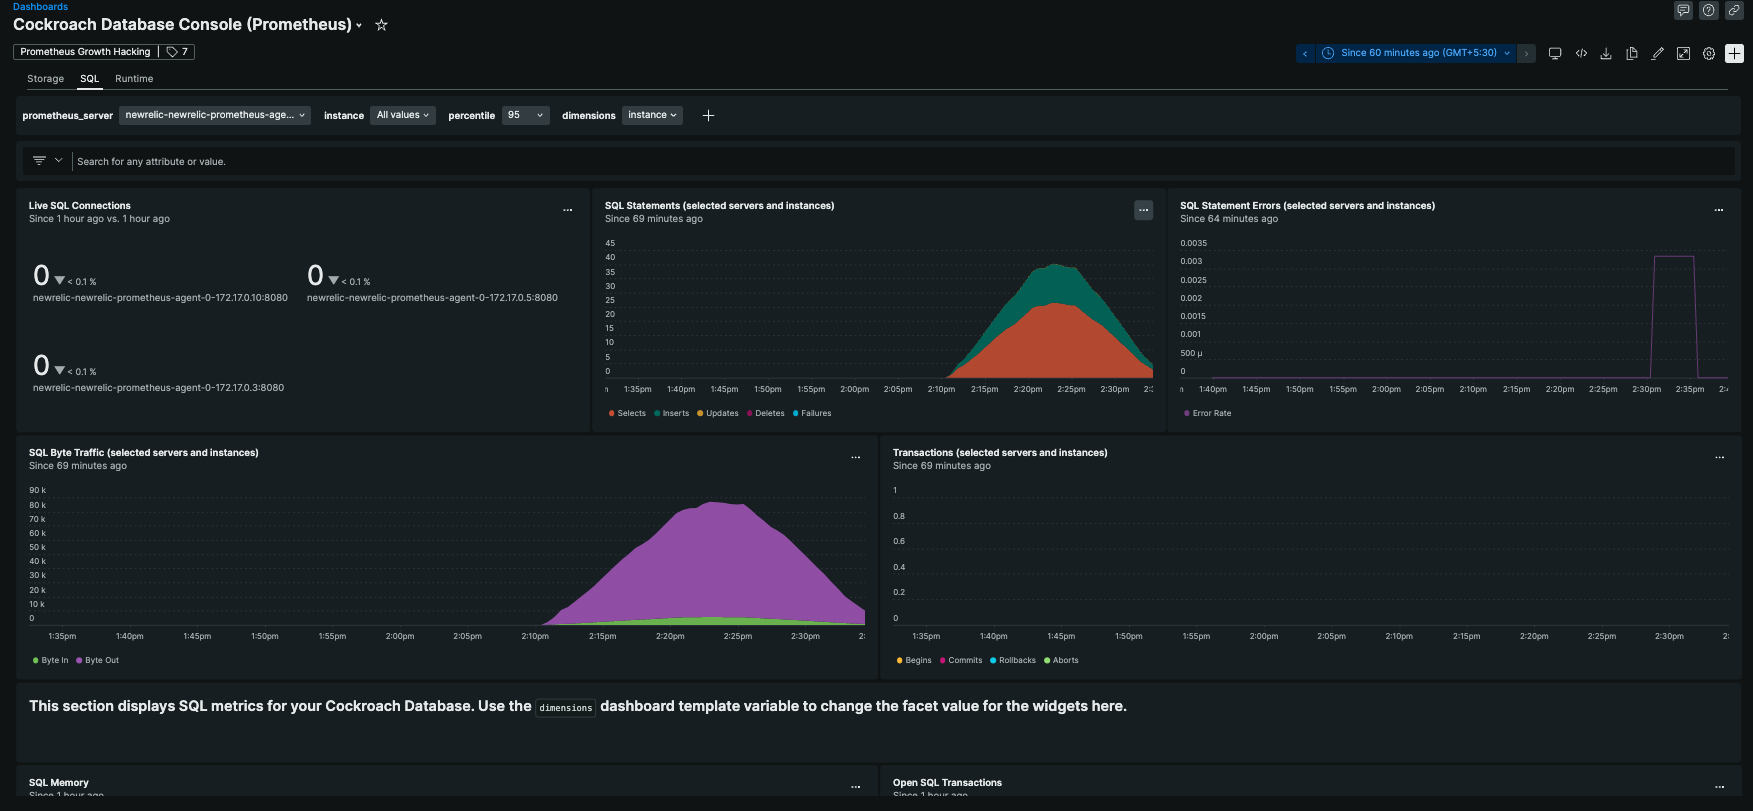 Dashboards
Cockroach Database Console (Prometheus)
Prometheus Growth Hacking | 7
Since 60 minutes ago (GMT+5:30)
Storage SQL Runtime
prometheus_server newrelic-newrelic-prometheus-age... instance All values percentile 95 dimensions instance
Search for any attribute or value.
Live SQL Connections
Since 1 hour ago vs. 1 hour ago
0 < 0.1 %
newrelic-newrelic-prometheus-agent-0-172.17.0.10:8080
0 < 0.1 %
newrelic-newrelic-prometheus-agent-0-172.17.0.5:8080
0 < 0.1 %
newrelic-newrelic-prometheus-agent-0-172.17.0.3:8080
SQL Statements (selected servers and instances)
Since 69 minutes ago
45
40
35
30
25
20
15
10
5
0
1:35pm 1:40pm 1:45pm 1:50pm 1:55pm 2:00pm 2:05pm 2:10pm 2:15pm 2:20pm 2:25pm 2:30pm
Selects Inserts Updates Deletes Failures
SQL Statement Errors (selected servers and instances)
Since 64 minutes ago
0.0035
0.003
0.0025
0.002
0.0015
0.001
500 µ
0
1:40pm 1:45pm 1:50pm 1:55pm 2:00pm 2:05pm 2:10pm 2:15pm 2:20pm 2:25pm 2:30pm 2:35pm
Error Rate
SQL Byte Traffic (selected servers and instances)
Since 69 minutes ago
90 k
80 k
70 k
60 k
50 k
40 k
30 k
20 k
10 k
0
1:35pm 1:40pm 1:45pm 1:50pm 1:55pm 2:00pm 2:05pm 2:10pm 2:15pm 2:20pm 2:25pm 2:30pm
Byte In Byte Out
Transactions (selected servers and instances)
Since 69 minutes ago
1
0.8
0.6
0.4
0.2
0
1:35pm 1:40pm 1:45pm 1:50pm 1:55pm 2:00pm 2:05pm 2:10pm 2:15pm 2:20pm 2:25pm 2:30pm
Begins Commits Rollbacks Aborts
This section displays SQL metrics for your Cockroach Database. Use the dimensions dashboard template variable to change the facet value for the widgets here.
SQL Memory
Since 1 hour ago
Open SQL Transactions
Since 1 hour ago